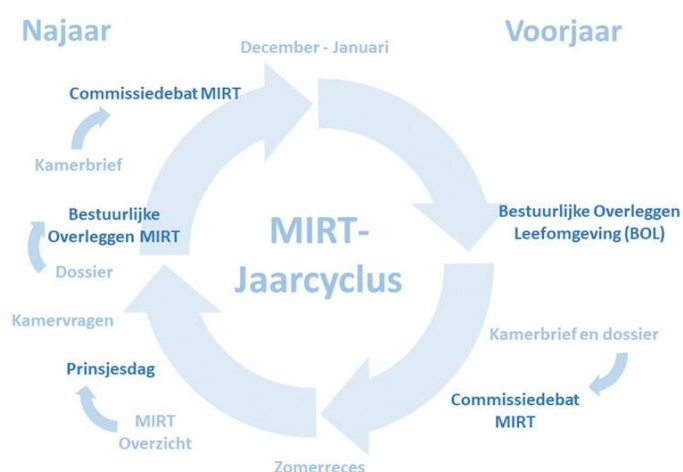 Najaar
Voorjaar
December - Januari
Commissiedebat MIRT
Kamerbrief
Bestuurlijke
Overleggen MIRT
Dossier
Kamervragen
Prinsjesdag
MIRT
Overzicht
MIRT-
Jaarcyclus
Bestuurlijke Overleggen
Leefomgeving (BOL)
Kamerbrief en dossier
Commissiedebat
MIRT
Zomerreces